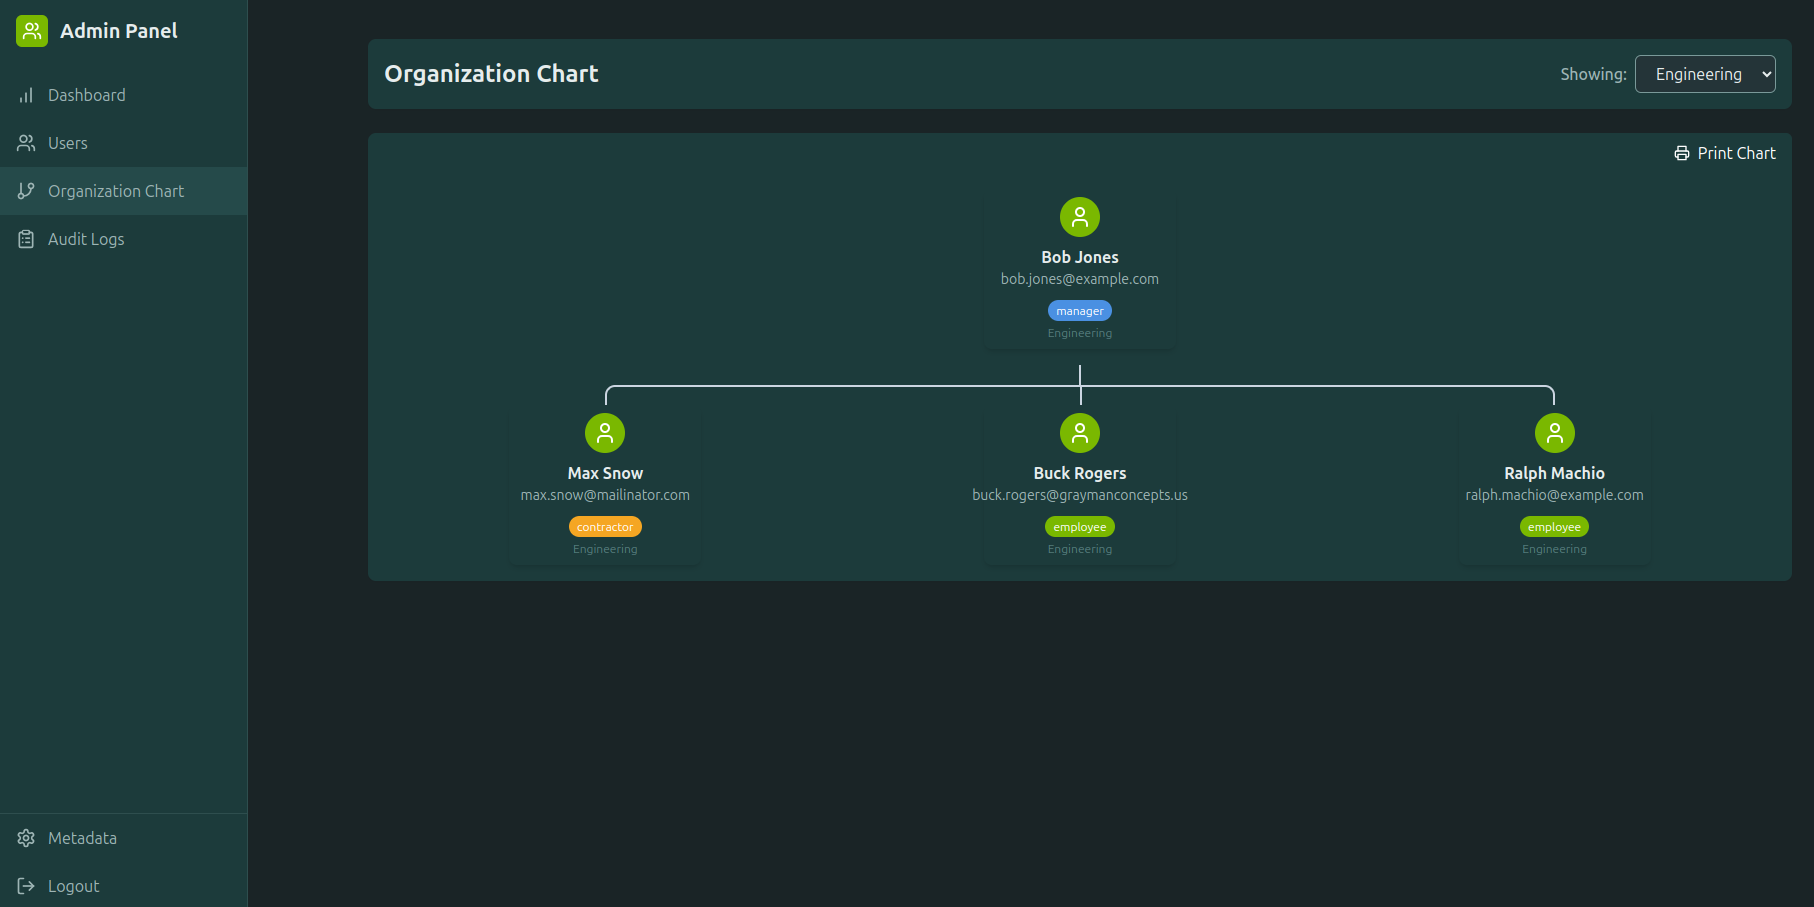 Admin Panel
Dashboard
Users
Organization Chart
Audit Logs
Metadata
Logout
Organization Chart
Showing: Engineering
Print Chart
Bob Jones
bob.jones@example.com
manager
Engineering
Max Snow
max.snow@mailinator.com
contractor
Engineering
Buck Rogers
buck.rogers@graymanconcepts.us
employee
Engineering
Ralph Machio
ralph.machio@example.com
employee
Engineering